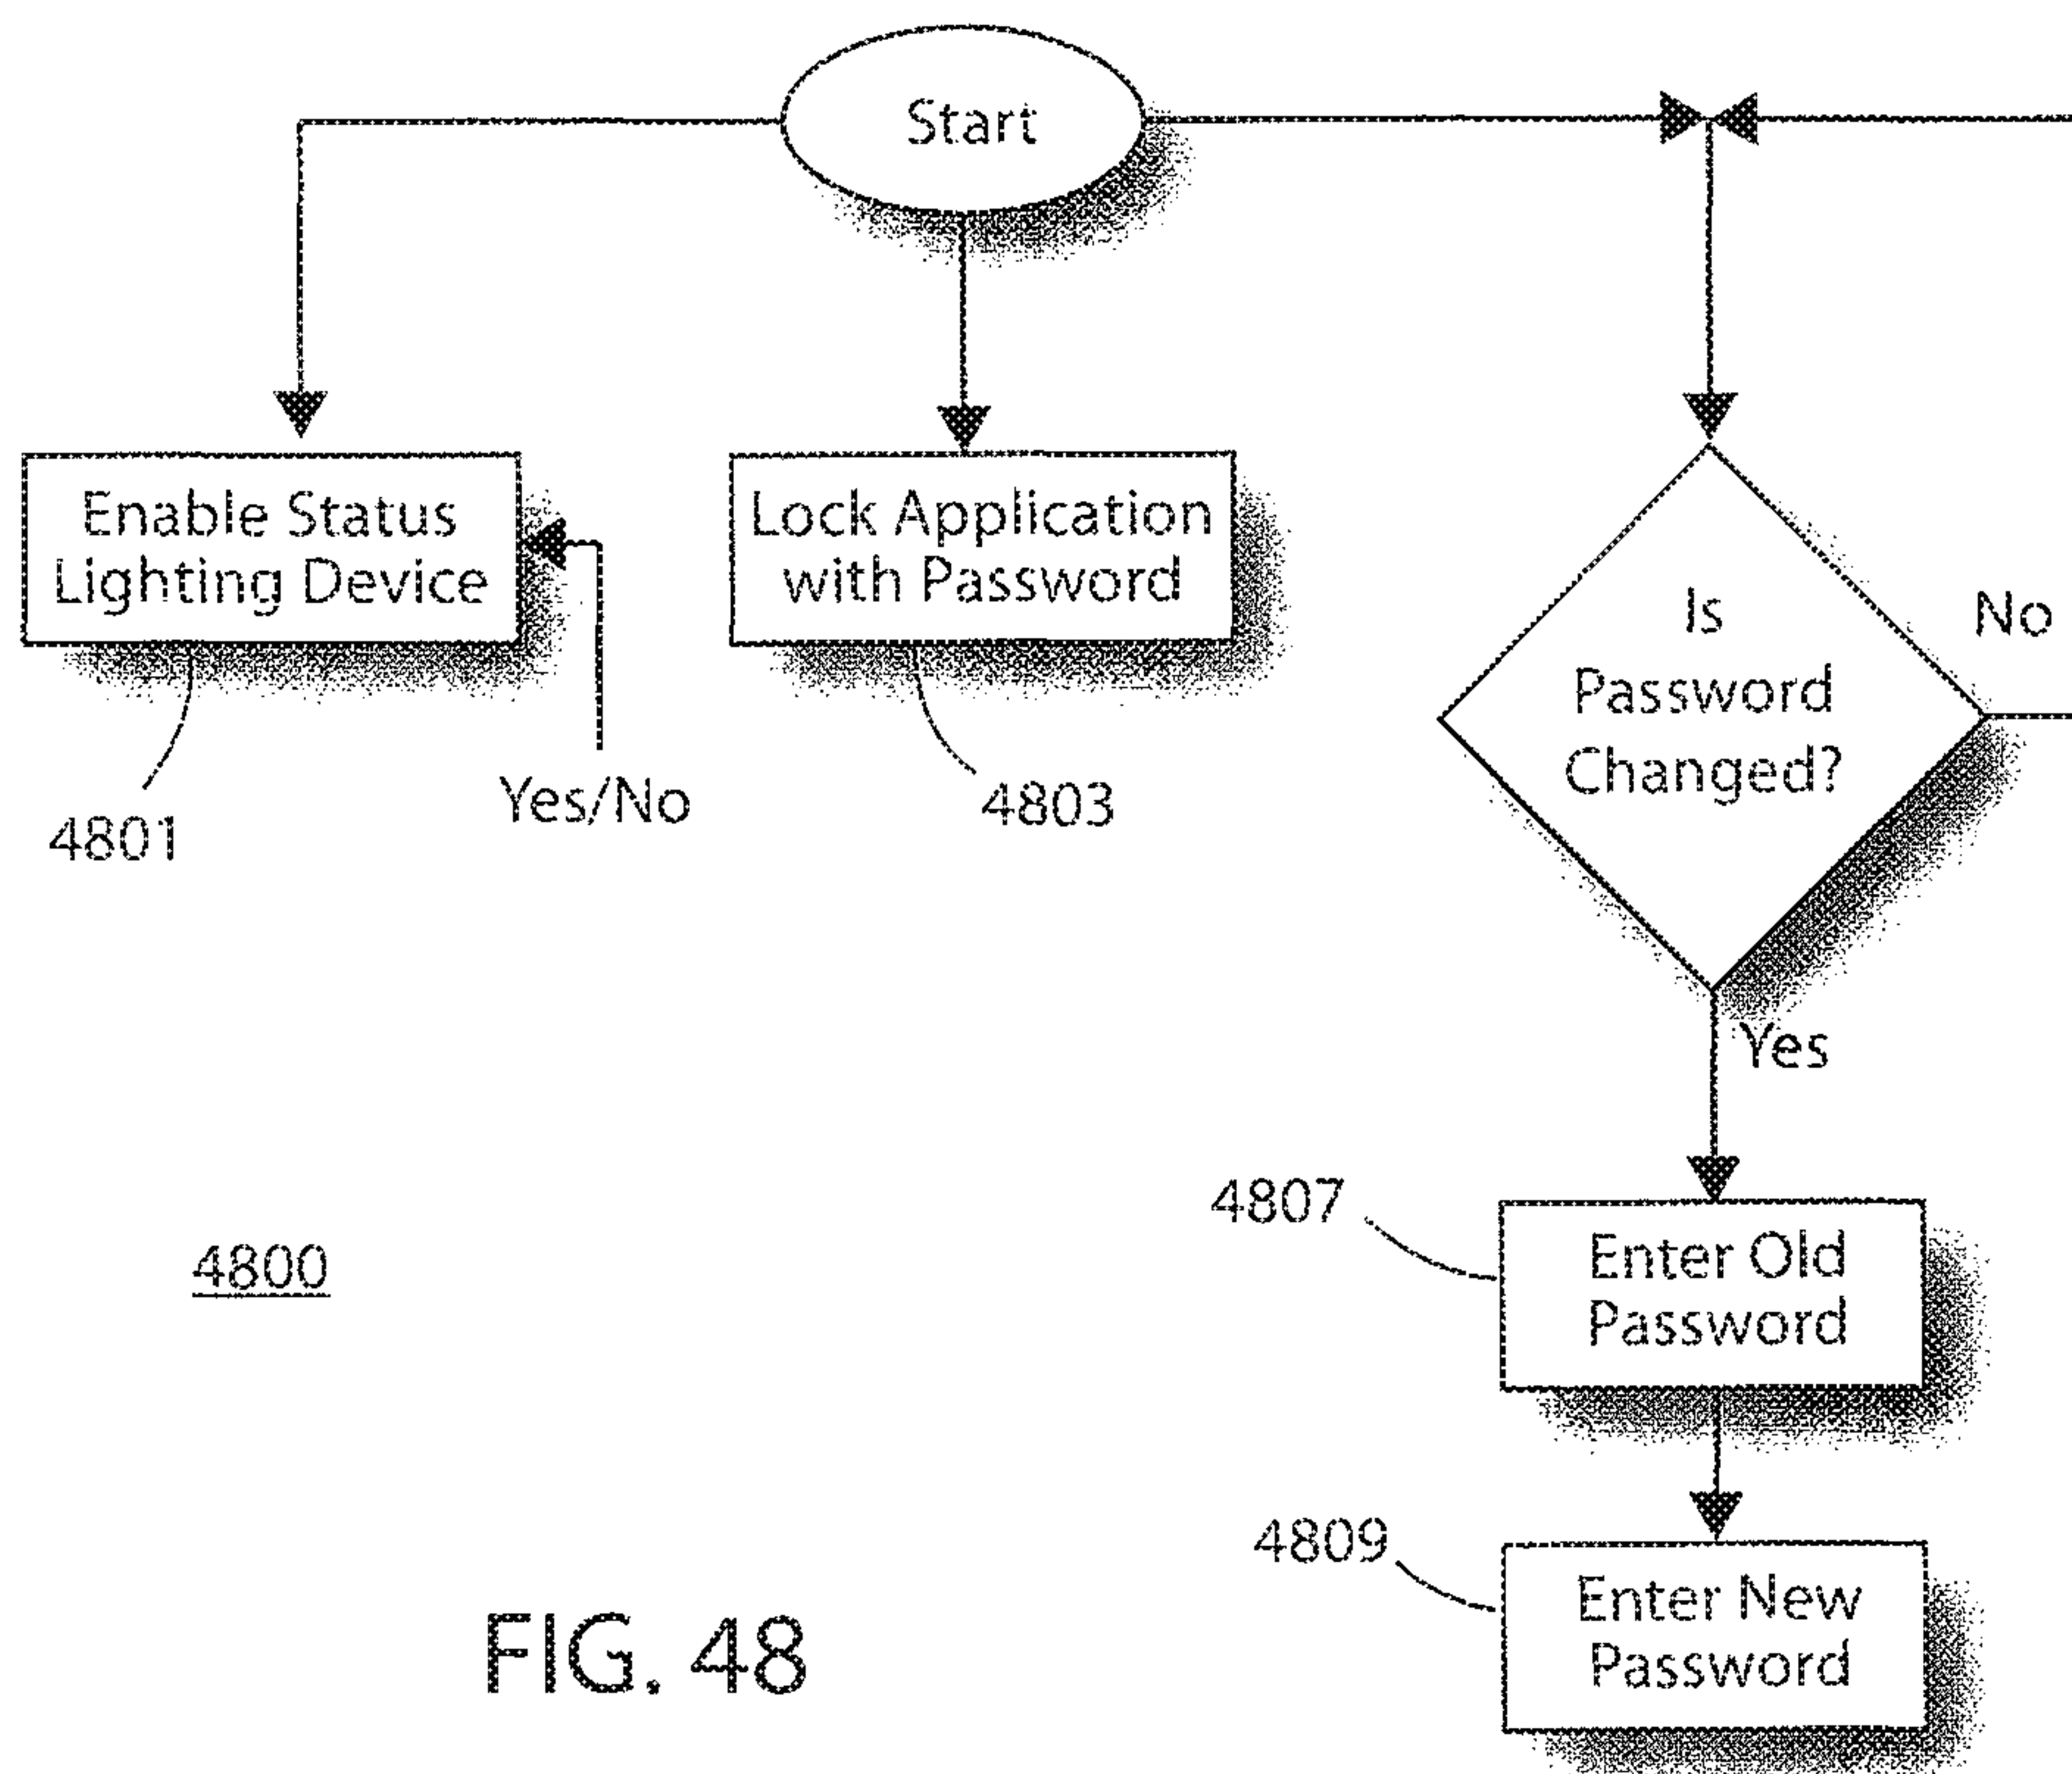 Start
Enable Status
Lighting Device
4801
Yes/No
Lock Application
with Password
4803
Is
Password
Changed?
No
Yes
4807
Enter Old
Password
4809
Enter New
Password
4800
FIG. 48